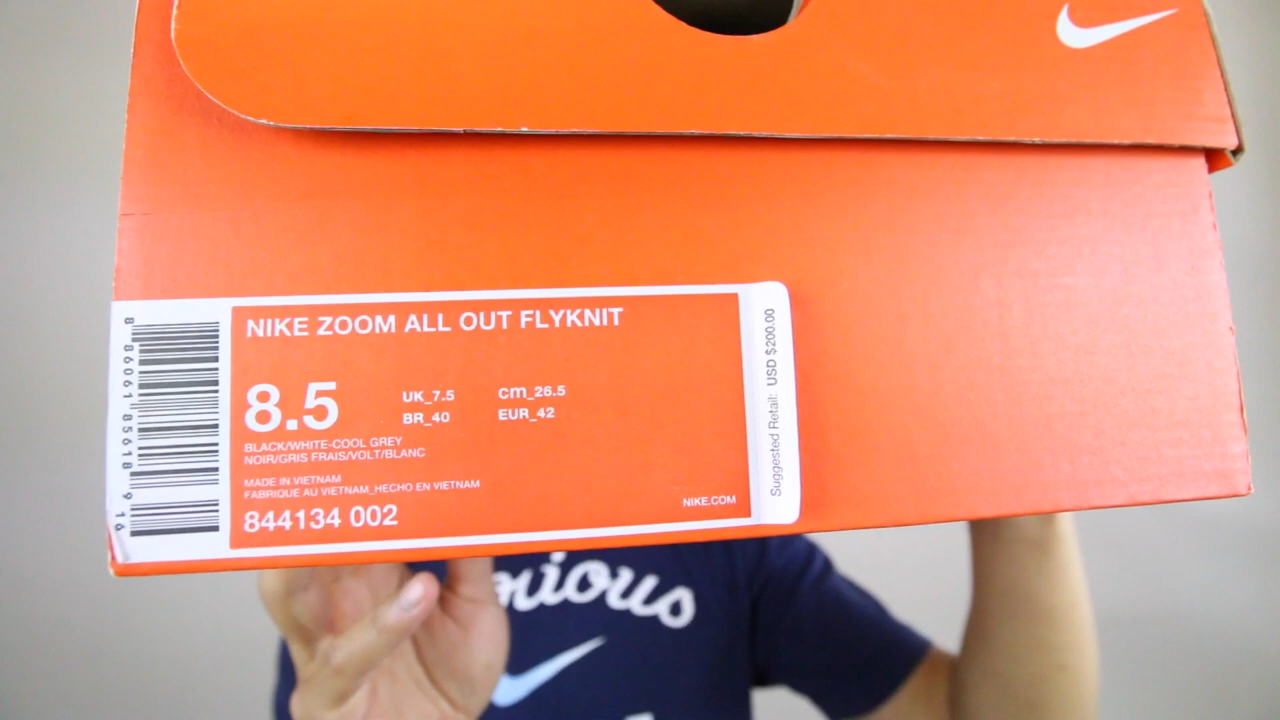 NIKE ZOOM ALL OUT FLYKNIT
8.5
UK_7.5 cm_26.5
BR_40 EUR_42
BLACK/WHITE-COOL GREY
NOIR/GRIS FRAIS/VOLT/BLANC
MADE IN VIETNAM
FABRIQUE AU VIETNAM_HECHO EN VIETNAM
844134 002
NIKE.COM
Suggested Retail: USD $200.00
8 86061 85618 9 16